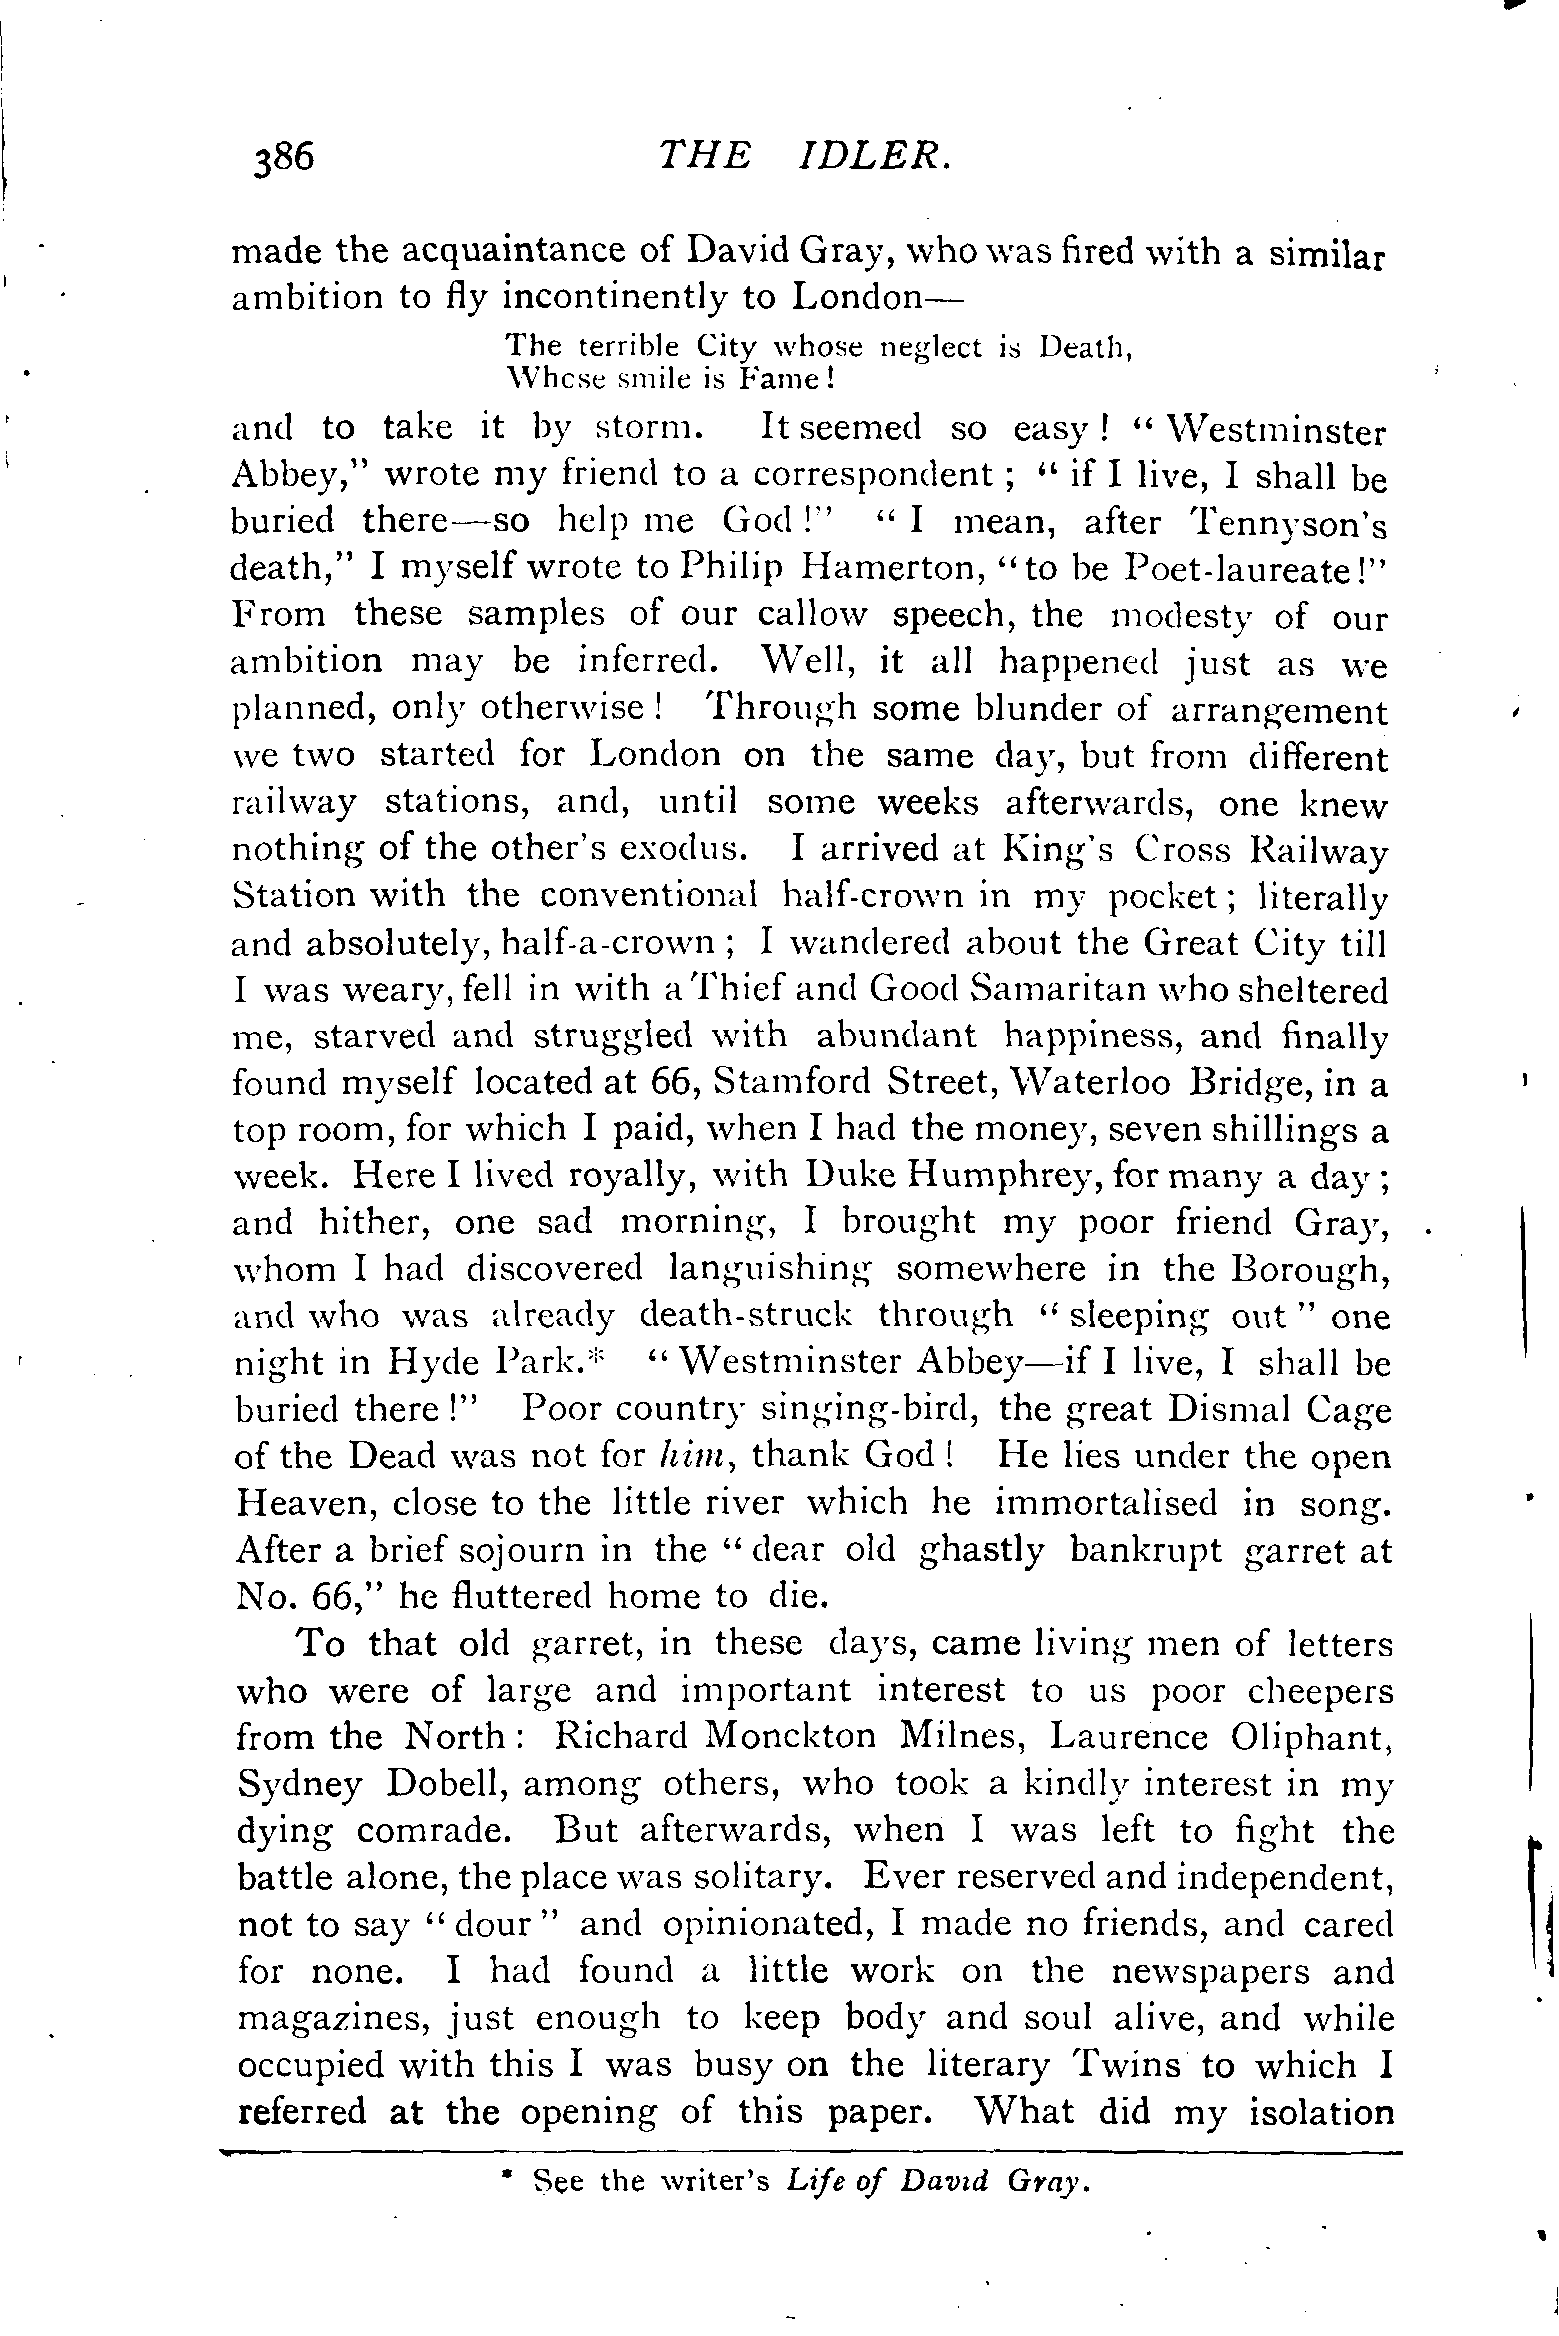 386 THE IDLER.
made the acquaintance of David Gray, who was fired with a similar
ambition to fly incontinently to London—
The terrible City whose neglect is Death,
Whose smile is Fame!
and to take it by storm. It seemed so easy! "Westminster
Abbey," wrote my friend to a correspondent; "if I live, I shall be
buried there—so help me God!" "I mean, after Tennyson's
death," I myself wrote to Philip Hamerton, "to be Poet-laureate!"
From these samples of our callow speech, the modesty of our
ambition may be inferred. Well, it all happened just as we
planned, only otherwise! Through some blunder of arrangement
we two started for London on the same day, but from different
railway stations, and, until some weeks afterwards, one knew
nothing of the other's exodus. I arrived at King's Cross Railway
Station with the conventional half-crown in my pocket; literally
and absolutely, half-a-crown; I wandered about the Great City till
I was weary, fell in with a Thief and Good Samaritan who sheltered
me, starved and struggled with abundant happiness, and finally
found myself located at 66, Stamford Street, Waterloo Bridge, in a
top room, for which I paid, when I had the money, seven shillings a
week. Here I lived royally, with Duke Humphrey, for many a day;
and hither, one sad morning, I brought my poor friend Gray,
whom I had discovered languishing somewhere in the Borough,
and who was already death-struck through "sleeping out" one
night in Hyde Park.* "Westminster Abbey—if I live, I shall be
buried there!" Poor country singing-bird, the great Dismal Cage
of the Dead was not for him, thank God! He lies under the open
Heaven, close to the little river which he immortalised in song.
After a brief sojourn in the "dear old ghastly bankrupt garret at
No. 66," he fluttered home to die.
To that old garret, in these days, came living men of letters
who were of large and important interest to us poor cheepers
from the North: Richard Monckton Milnes, Laurence Oliphant,
Sydney Dobell, among others, who took a kindly interest in my
dying comrade. But afterwards, when I was left to fight the
battle alone, the place was solitary. Ever reserved and independent,
not to say "dour" and opinionated, I made no friends, and cared
for none. I had found a little work on the newspapers and
magazines, just enough to keep body and soul alive, and while
occupied with this I was busy on the literary Twins to which I
referred at the opening of this paper. What did my isolation
* See the writer's Life of David Gray.